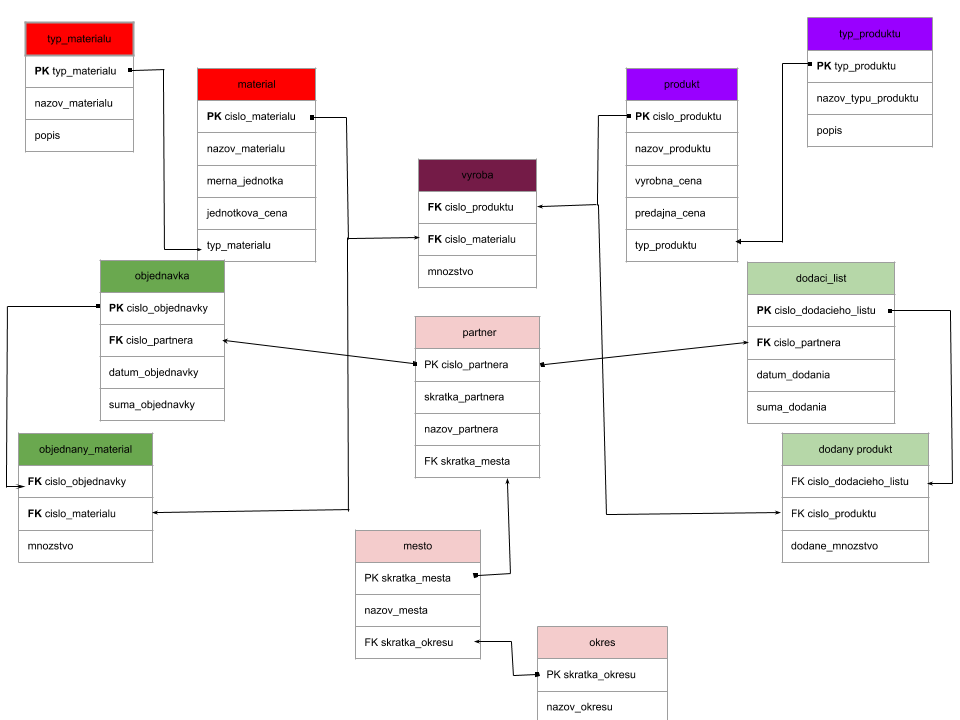 typ_materialu
PK typ_materialu
nazov_materialu
popis
material
PK cislo_materialu
nazov_materialu
merna_jednotka
jednotkova_cena
typ_materialu
vyroba
FK cislo_produktu
FK cislo_materialu
mnozstvo
produkt
PK cislo_produktu
nazov_produktu
vyrobna_cena
predajna_cena
typ_produktu
typ_produktu
PK typ_produktu
nazov_typu_produktu
popis
objednavka
PK cislo_objednavky
FK cislo_partnera
datum_objednavky
suma_objednavky
partner
PK cislo_partnera
skratka_partnera
nazov_partnera
FK skratka_mesta
dodaci_list
PK cislo_dodacieho_listu
FK cislo_partnera
datum_dodania
suma_dodania
objednany_material
FK cislo_objednavky
FK cislo_materialu
mnozstvo
dodany produkt
FK cislo_dodacieho_listu
FK cislo_produktu
dodane_mnozstvo
mesto
PK skratka_mesta
nazov_mesta
FK skratka_okresu
okres
PK skratka_okresu
nazov_okresu